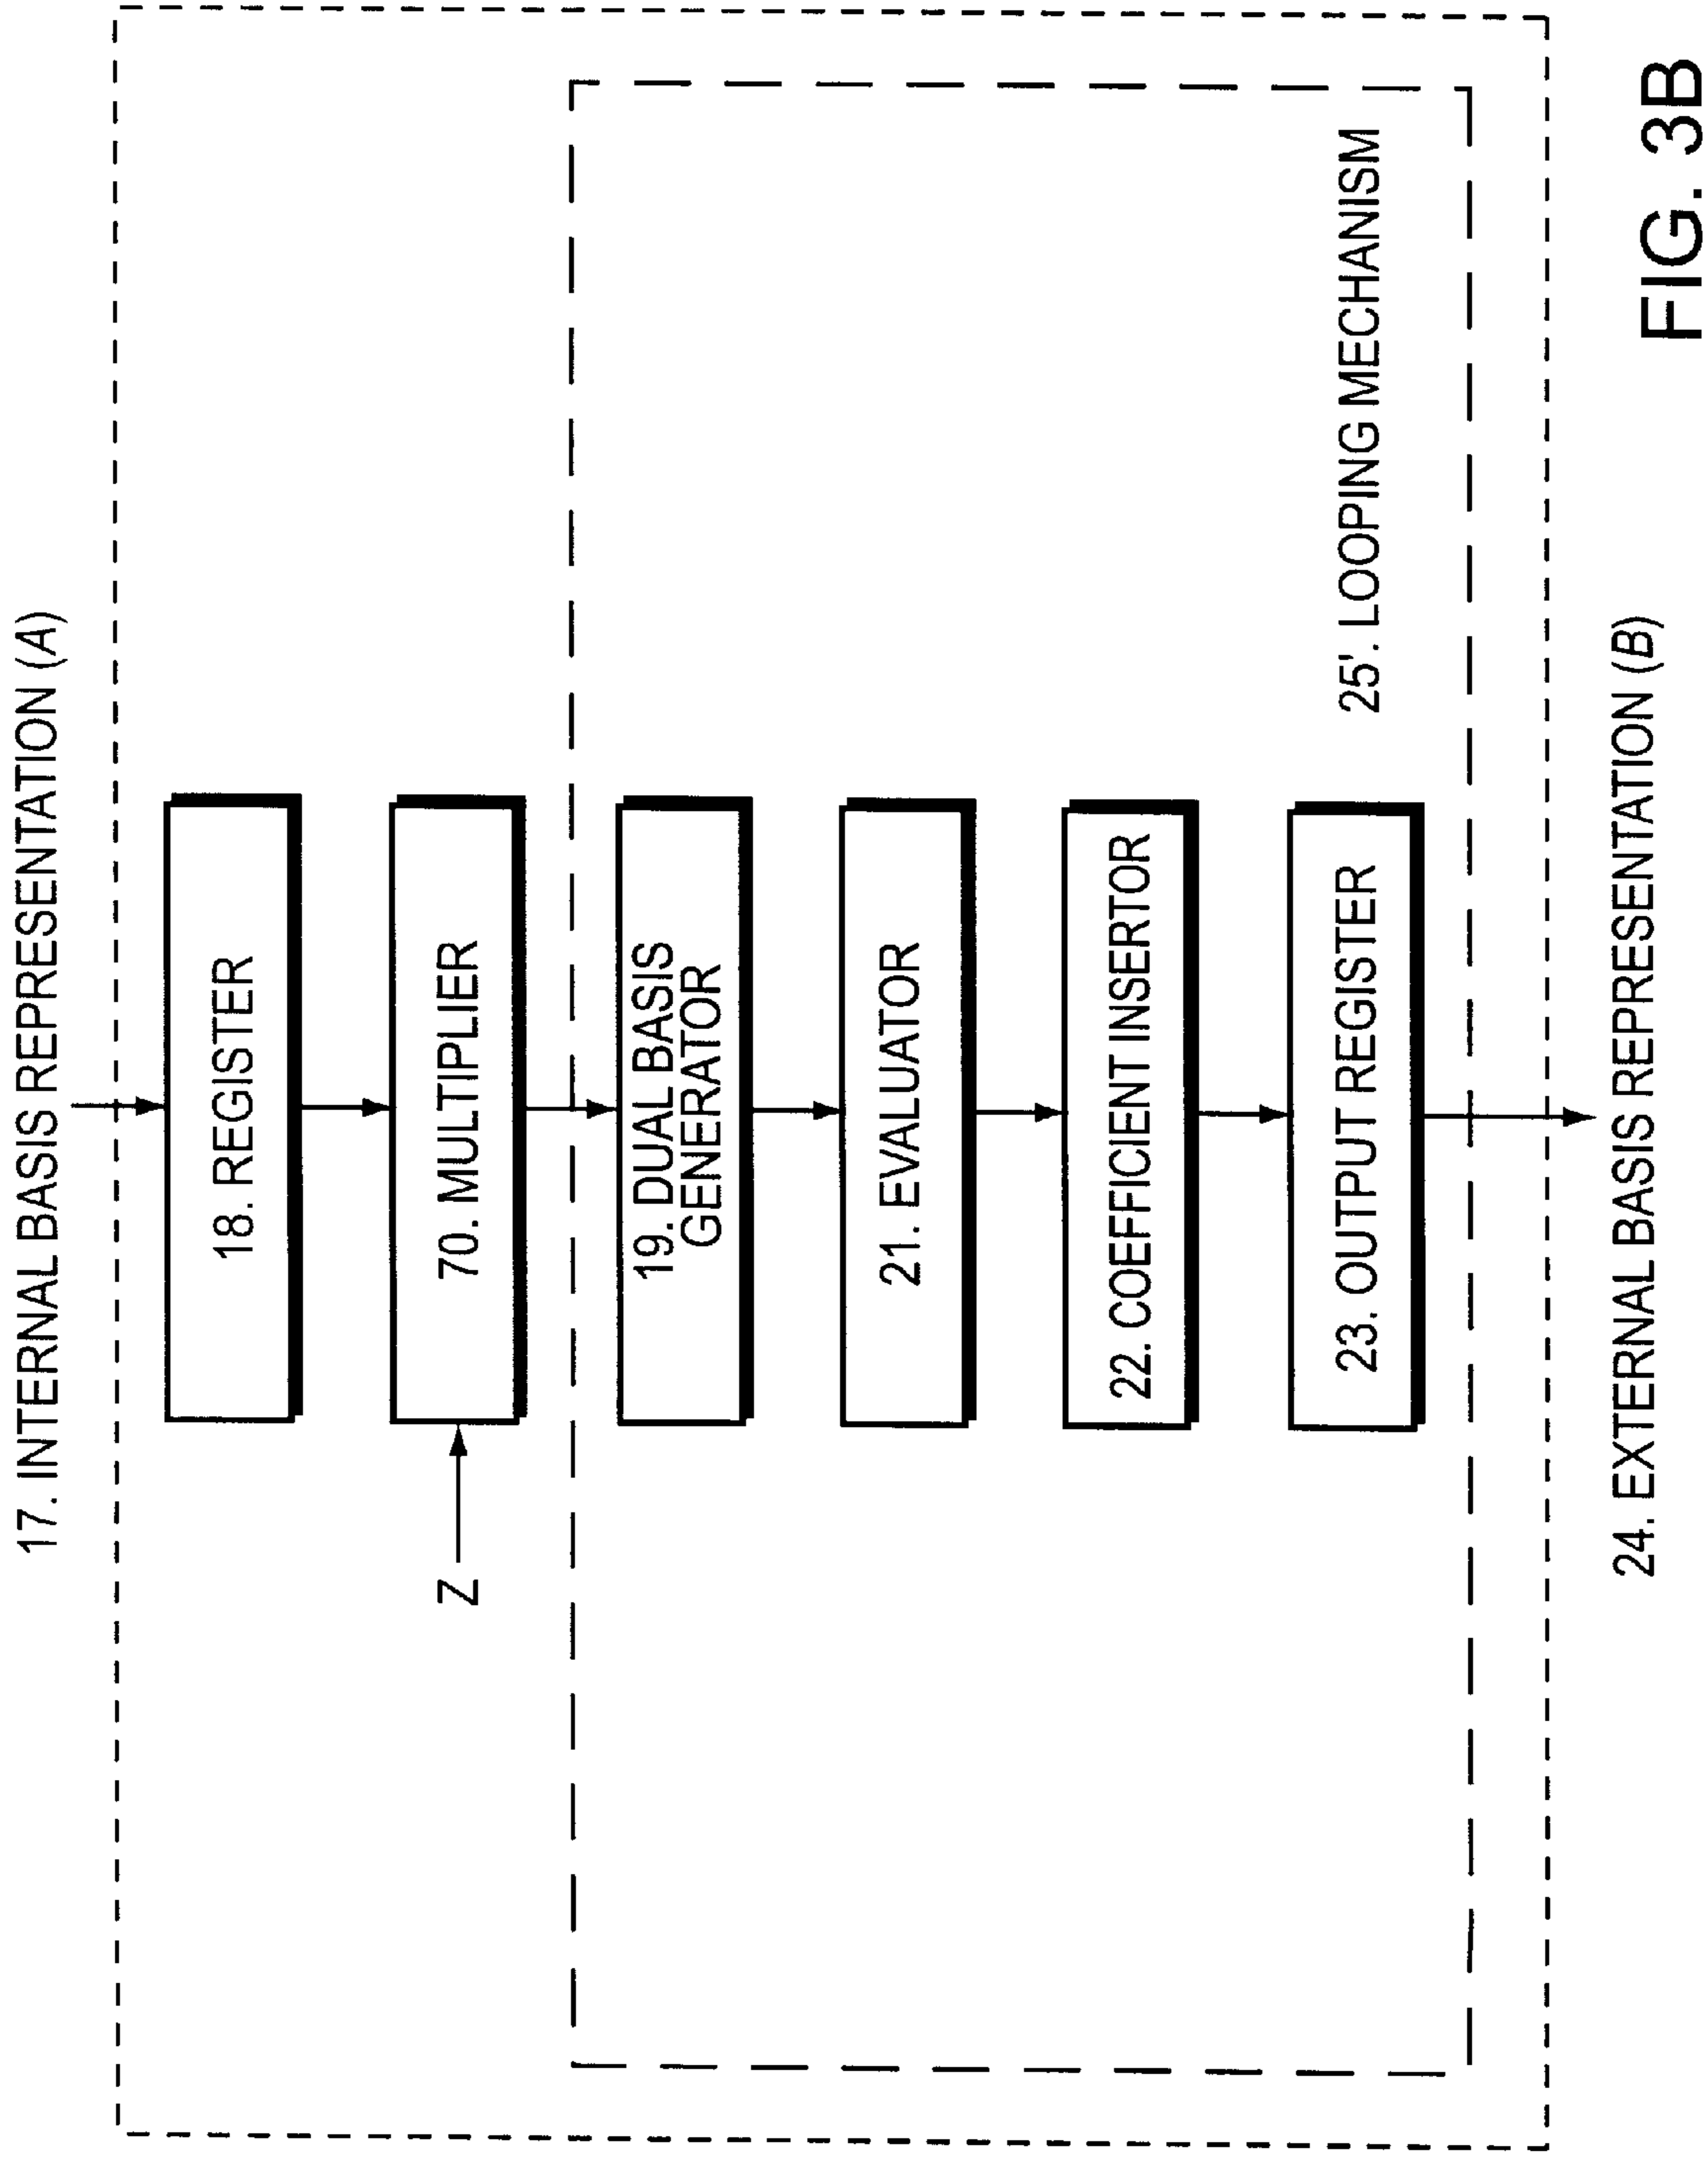 17. INTERNAL BASIS REPRESENTATION (A)
18. REGISTER
Z
70. MULTIPLIER
19. DUAL BASIS
GENERATOR
21. EVALUATOR
22. COEFFICIENT INSERTOR
23. OUTPUT REGISTER
25'. LOOPING MECHANISM
24. EXTERNAL BASIS REPRESENTATION (B)
FIG. 3B